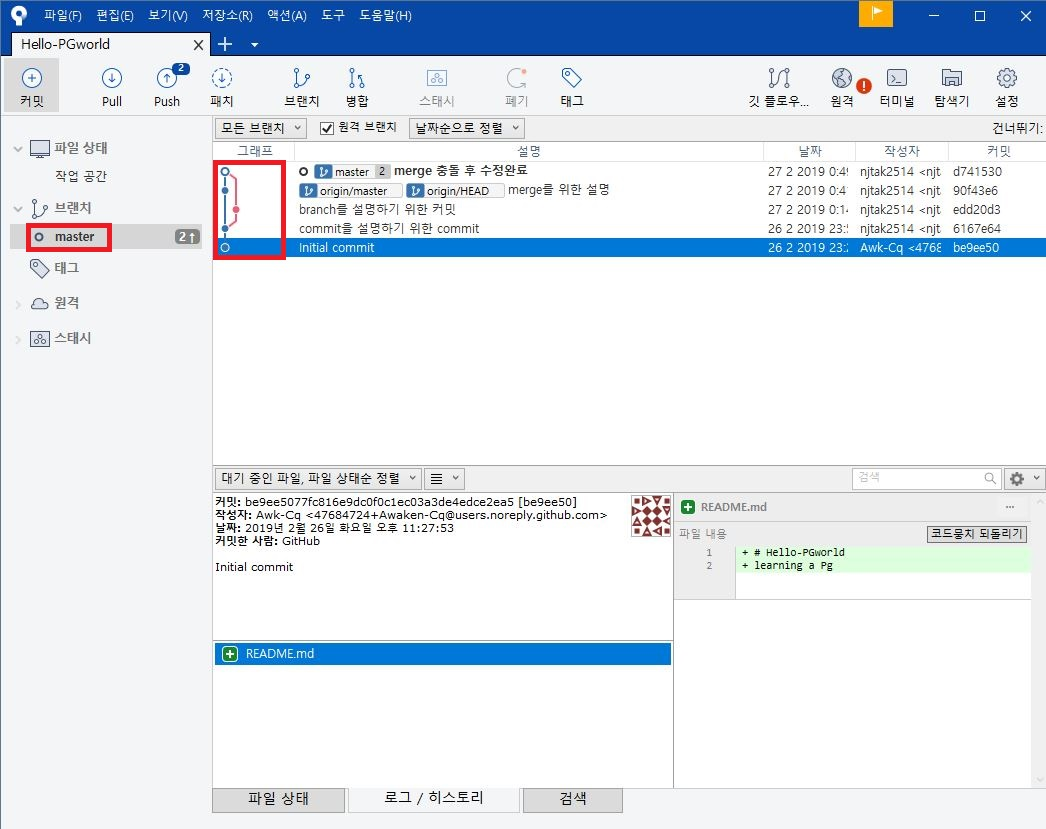 파일(F) 편집(E) 보기(V) 저장소(R) 액션(A) 도구 도움말(H)
Hello-PGworld
커밋 Pull Push 2 패치 브랜치 병합 스태시 폐기 태그 깃 플로우... 원격 터미널 탐색기 설정
모든 브랜치 원격 브랜치 날짜순으로 정렬 건너뛰기:
그래프 설명 날짜 작성자 커밋
master 2 merge 충돌 후 수정완료 27 2 2019 0:4 njtak2514 <njt d741530
origin/master origin/HEAD merge를 위한 설명 27 2 2019 0:4 njtak2514 <njt 90f43e6
branch를 설명하기 위한 커밋 27 2 2019 0:1 njtak2514 <njt edd20d3
commit을 설명하기 위한 commit 26 2 2019 23: njtak2514 <njt 6167e64
Initial commit 26 2 2019 23: Awk-Cq <4768 be9ee50
파일 상태
작업 공간
브랜치
master 2↑
태그
원격
스태시
대기 중인 파일, 파일 상태순 정렬 검색
커밋: be9ee5077fc816e9dc0f0c1ec03a3de4edce2ea5 [be9ee50]
작성자: Awk-Cq <47684724+Awaken-Cq@users.noreply.github.com>
날짜: 2019년 2월 26일 화요일 오후 11:27:53
커밋한 사람: GitHub
Initial commit
README.md
README.md ...
파일 내용 코드뭉치 되돌리기
1 + # Hello-PGworld
2 + learning a Pg
파일 상태 로그 / 히스토리 검색